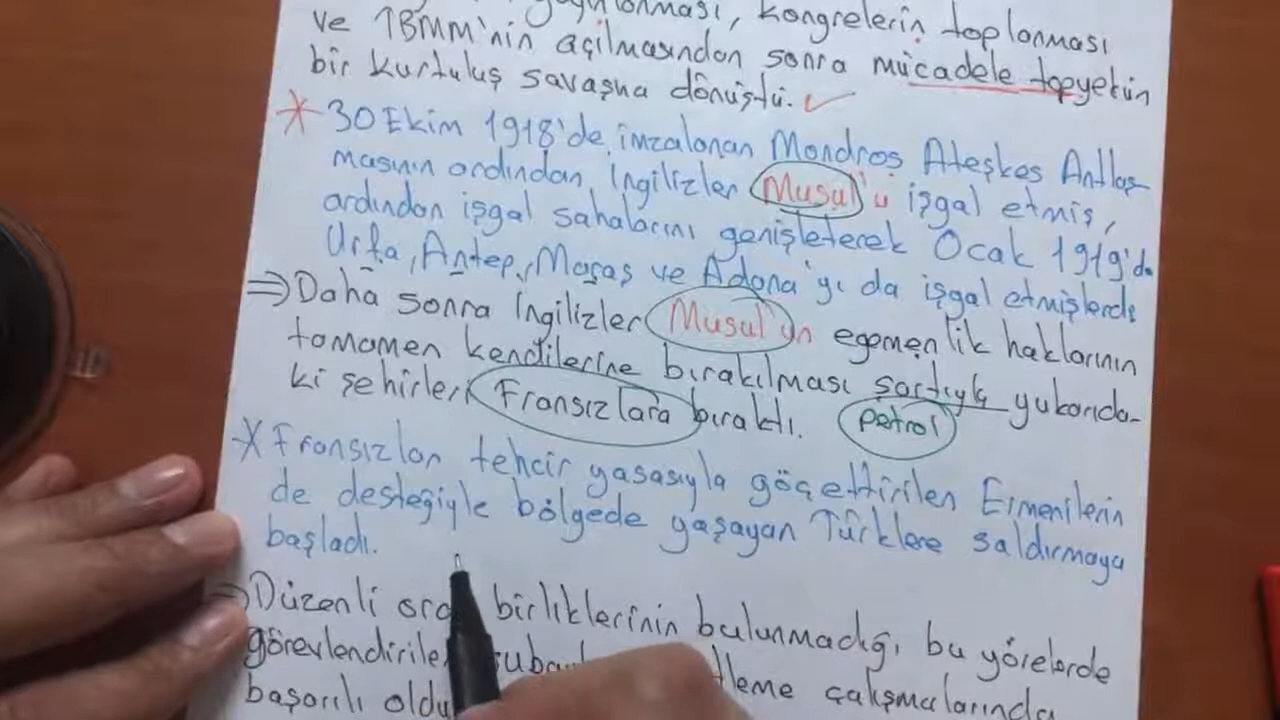 yayınlanması, kongrelerin toplanması
ve TBMM'nin açılmasından sonra mücadele topyekün
bir kurtuluş savaşına dönüştü.
* 30 Ekim 1918'de imzalanan Mondros Ateşkes Antlaş-
masının ardından, İngilizler Musul'u işgal etmiş,
ardından işgal sahalarını genişleterek Ocak 1919'da
Urfa, Antep, Maraş ve Adana'yı da işgal etmişlerdi
⇒ Daha sonra İngilizler Musul'un egemenlik haklarının
tamamen kendilerine bırakılması şartıyla yukarıda-
ki şehirleri Fransızlara bıraktı. petrol
* Fransızlar tehcir yasasıyla göç ettirilen Ermenilerin
de desteğiyle bölgede yaşayan Türklere saldırmaya
başladı.
⇒ Düzenli birliklerinin bulunmadığı bu yörelerde
çalışmalarında
başarılı